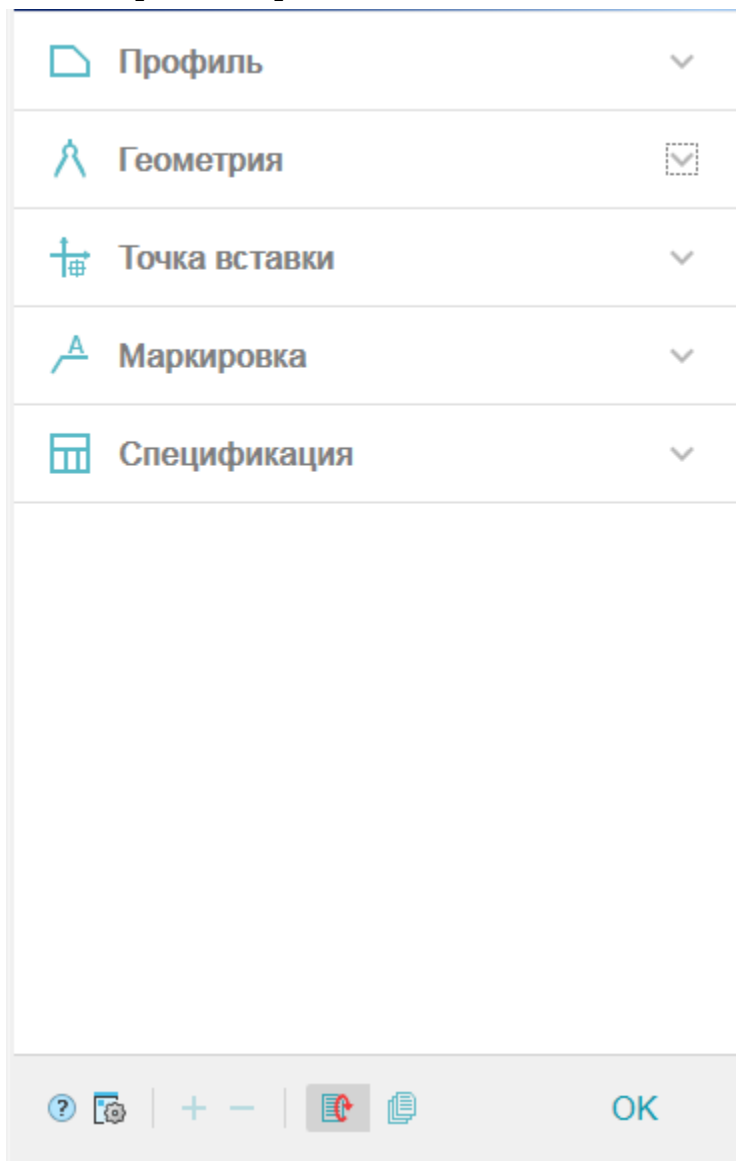 Профиль
Геометрия
Точка вставки
A
Маркировка
Спецификация
?
OK